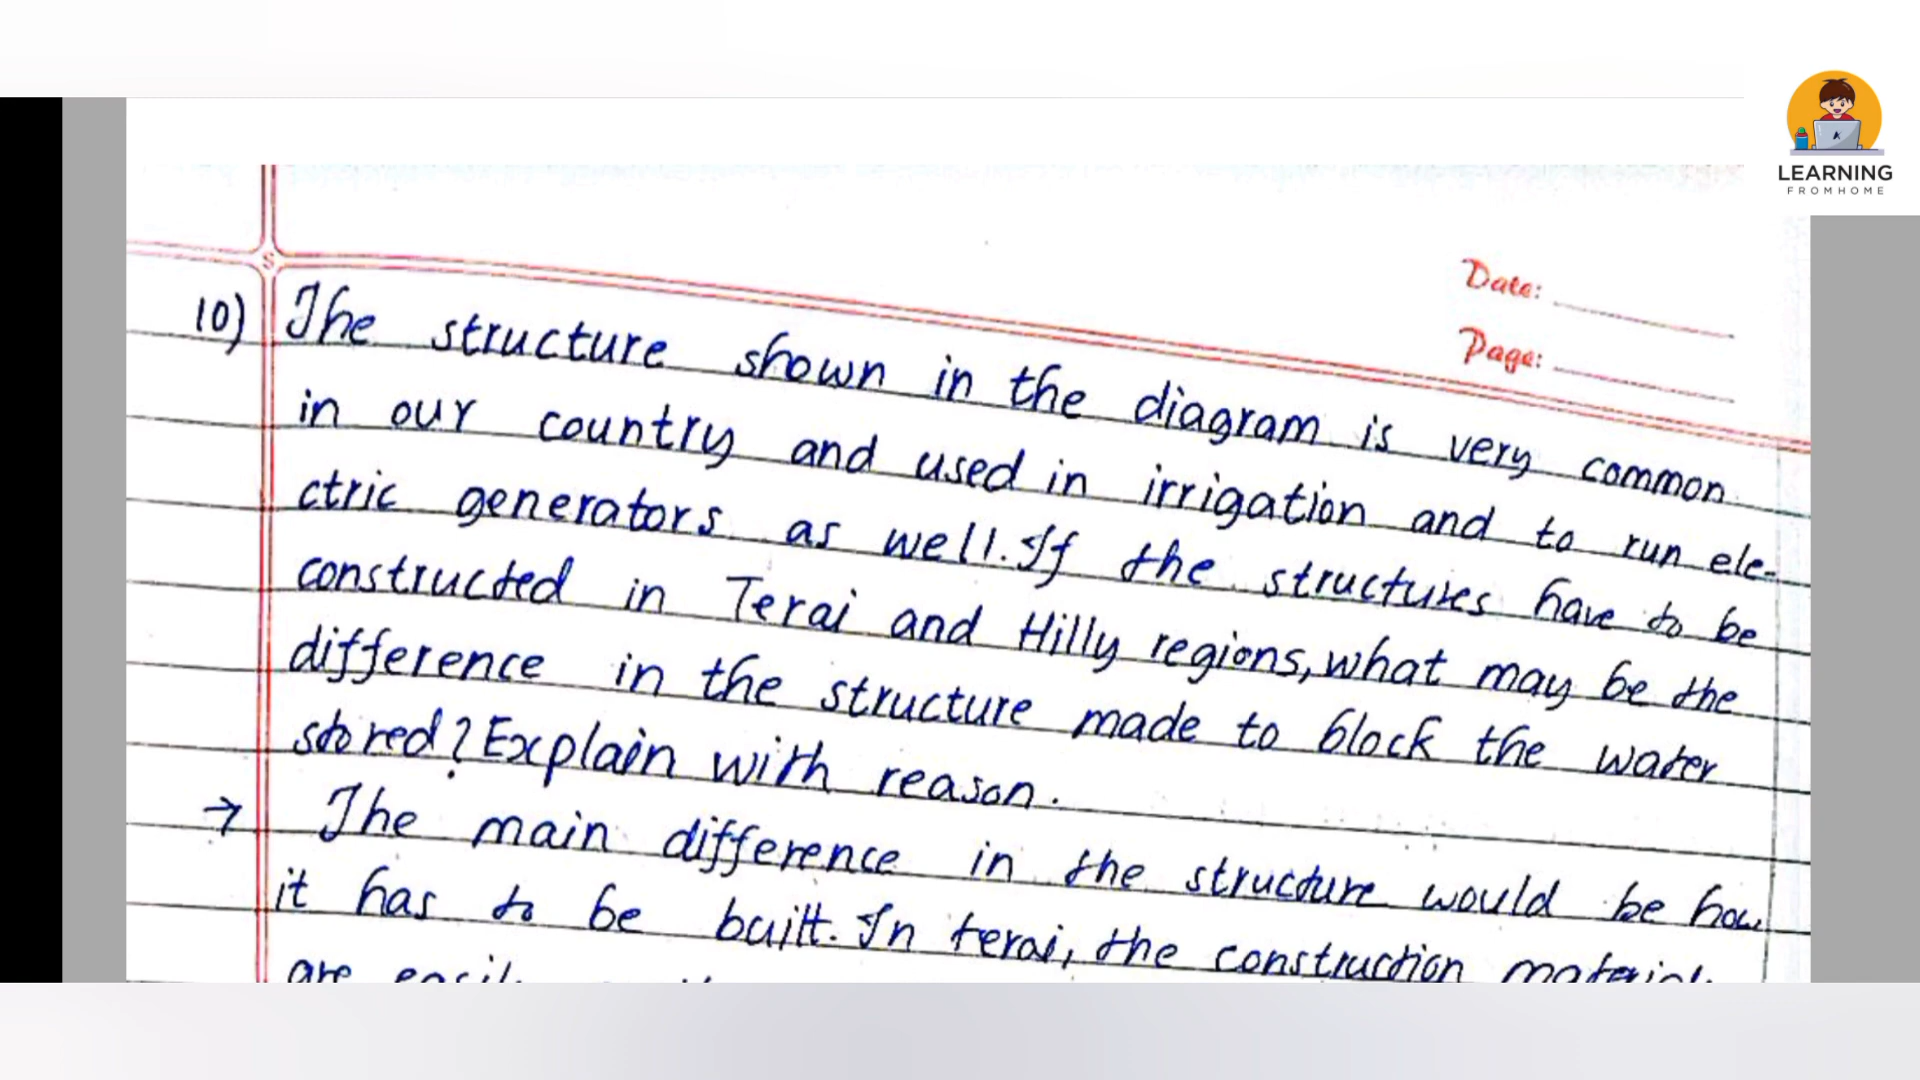 LEARNING
FROMHOME
Date:
Page:
10) The structure shown in the diagram is very common
in our country and used in irrigation and to run ele-
ctric generators as well. If the structures have to be
constructed in Terai and Hilly regions, what may be the
difference in the structure made to block the water
stored? Explain with reason.
→ The main difference in the structure would be how
it has to be built. In terai, the construction material
are